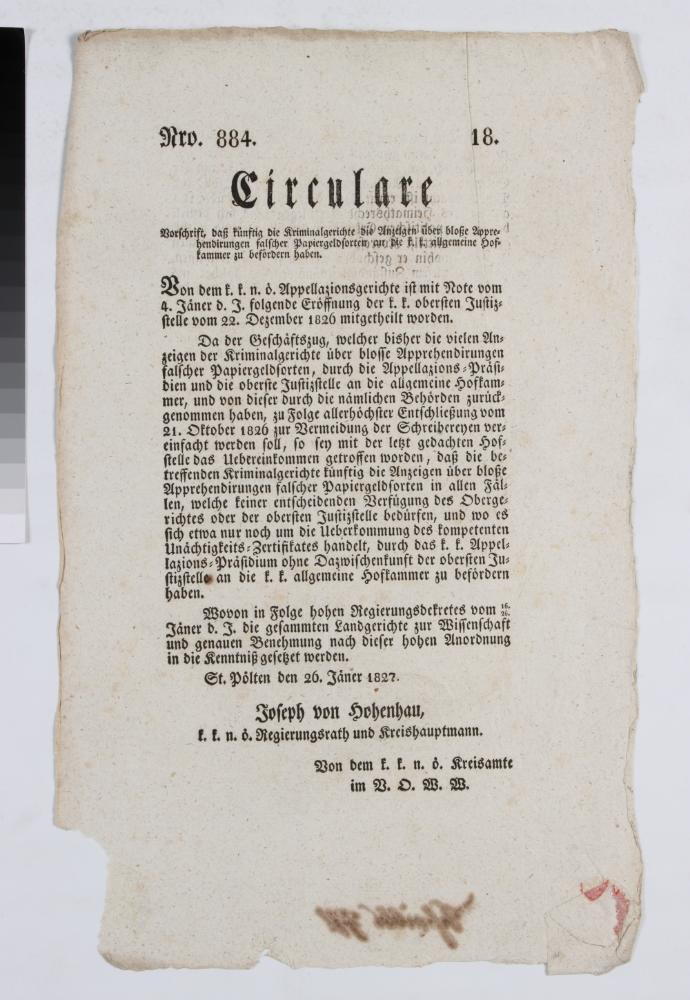 Nro. 884. 18.
Circulare
Vorschrift, daß künftig die Kriminalgerichte die Anzeigen über bloße Appre-
hendirungen falscher Papiergeldsorten an die k. k. allgemeine Hof-
kammer zu befördern haben.
Von dem k. k. n. ö. Appellazionsgerichte ist mit Note vom
4. Jäner d. J. folgende Eröffnung der k. k. obersten Justiz-
stelle vom 22. Dezember 1826 mitgetheilt worden.
Da der Geschäftszug, welcher bisher die vielen An-
zeigen der Kriminalgerichte über blosse Apprehendirungen
falscher Papiergeldsorten, durch die Appellazions-Präsi-
dien und die oberste Justizstelle an die allgemeine Hofkam-
mer, und von dieser durch die nämlichen Behörden zurück-
genommen haben, zu Folge allerhöchster Entschließung vom
21. Oktober 1826 zur Vermeidung der Schreibereyen ver-
einfacht werden soll, so sey mit der letzt gedachten Hof-
stelle das Uebereinkommen getroffen worden, daß die be-
treffenden Kriminalgerichte künftig die Anzeigen über bloße
Apprehendirungen falscher Papiergeldsorten in allen Fäl-
len, welche keiner entscheidenden Verfügung des Oberge-
richtes oder der obersten Justizstelle bedürfen, und wo es
sich etwa nur noch um die Ueberkommung des kompetenten
Unächtigkeits-Zertifikates handelt, durch das k. k. Appel-
lazions-Präsidium ohne Dazwischenkunft der obersten Ju-
stizstelle an die k. k. allgemeine Hofkammer zu befördern
haben.
Wovon in Folge hohen Regierungsdekretes vom 16./26.
Jäner d. J. die gesammten Landgerichte zur Wissenschaft
und genauen Benehmung nach dieser hohen Anordnung
in die Kenntniß gesetzet werden.
St. Pölten den 26. Jäner 1827.
Joseph von Hohenhau,
k. k. n. ö. Regierungsrath und Kreishauptmann.
Von dem k. k. n. ö. Kreisamte
im V. O. W. W.